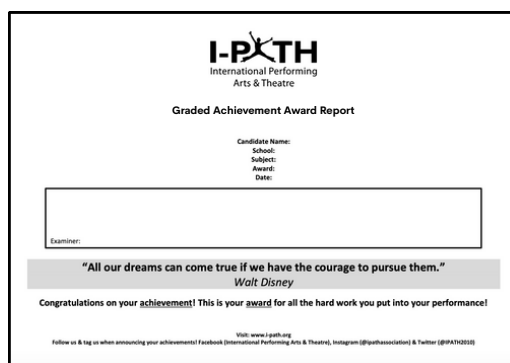 I-PATH
International Performing
Arts & Theatre
Graded Achievement Award Report
Candidate Name:
School:
Subject:
Award:
Date:
Examiner:
“All our dreams can come true if we have the courage to pursue them.”
Walt Disney
Congratulations on your achievement! This is your award for all the hard work you put into your performance!
Visit: www.i-path.org
Follow us & tag us when announcing your achievements! Facebook (International Performing Arts & Theatre), Instagram (@ipathassociation) & Twitter (@IPATH2010)